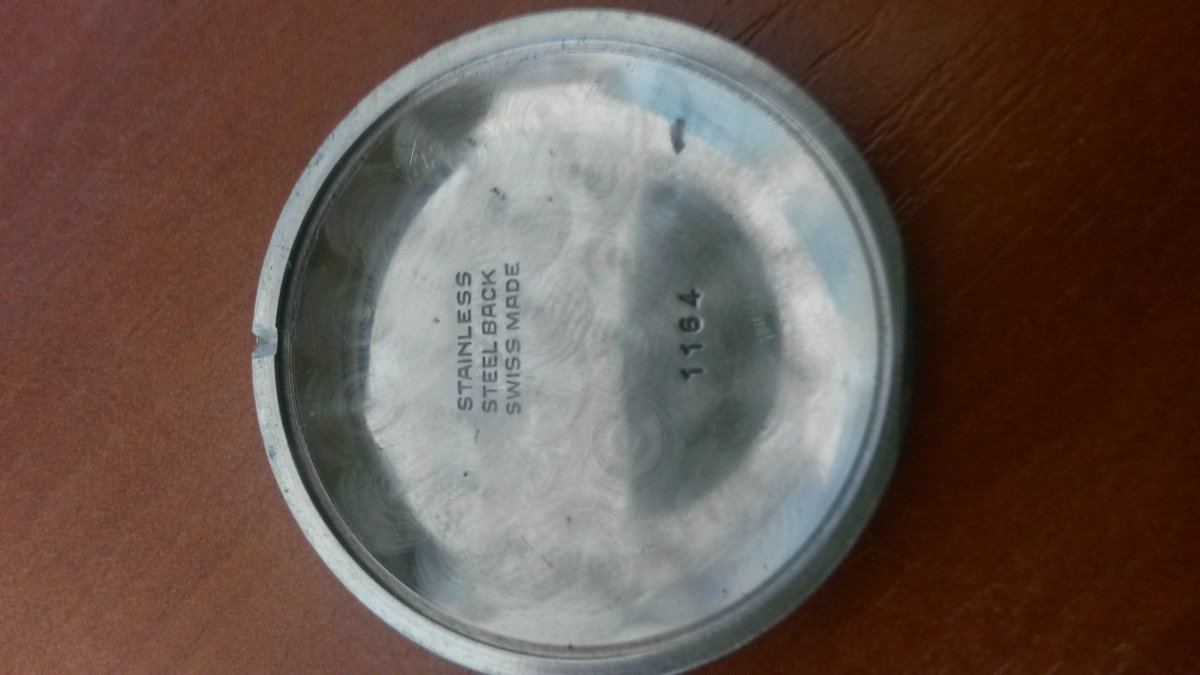 STAINLESS
STEEL BACK
SWISS MADE
1164